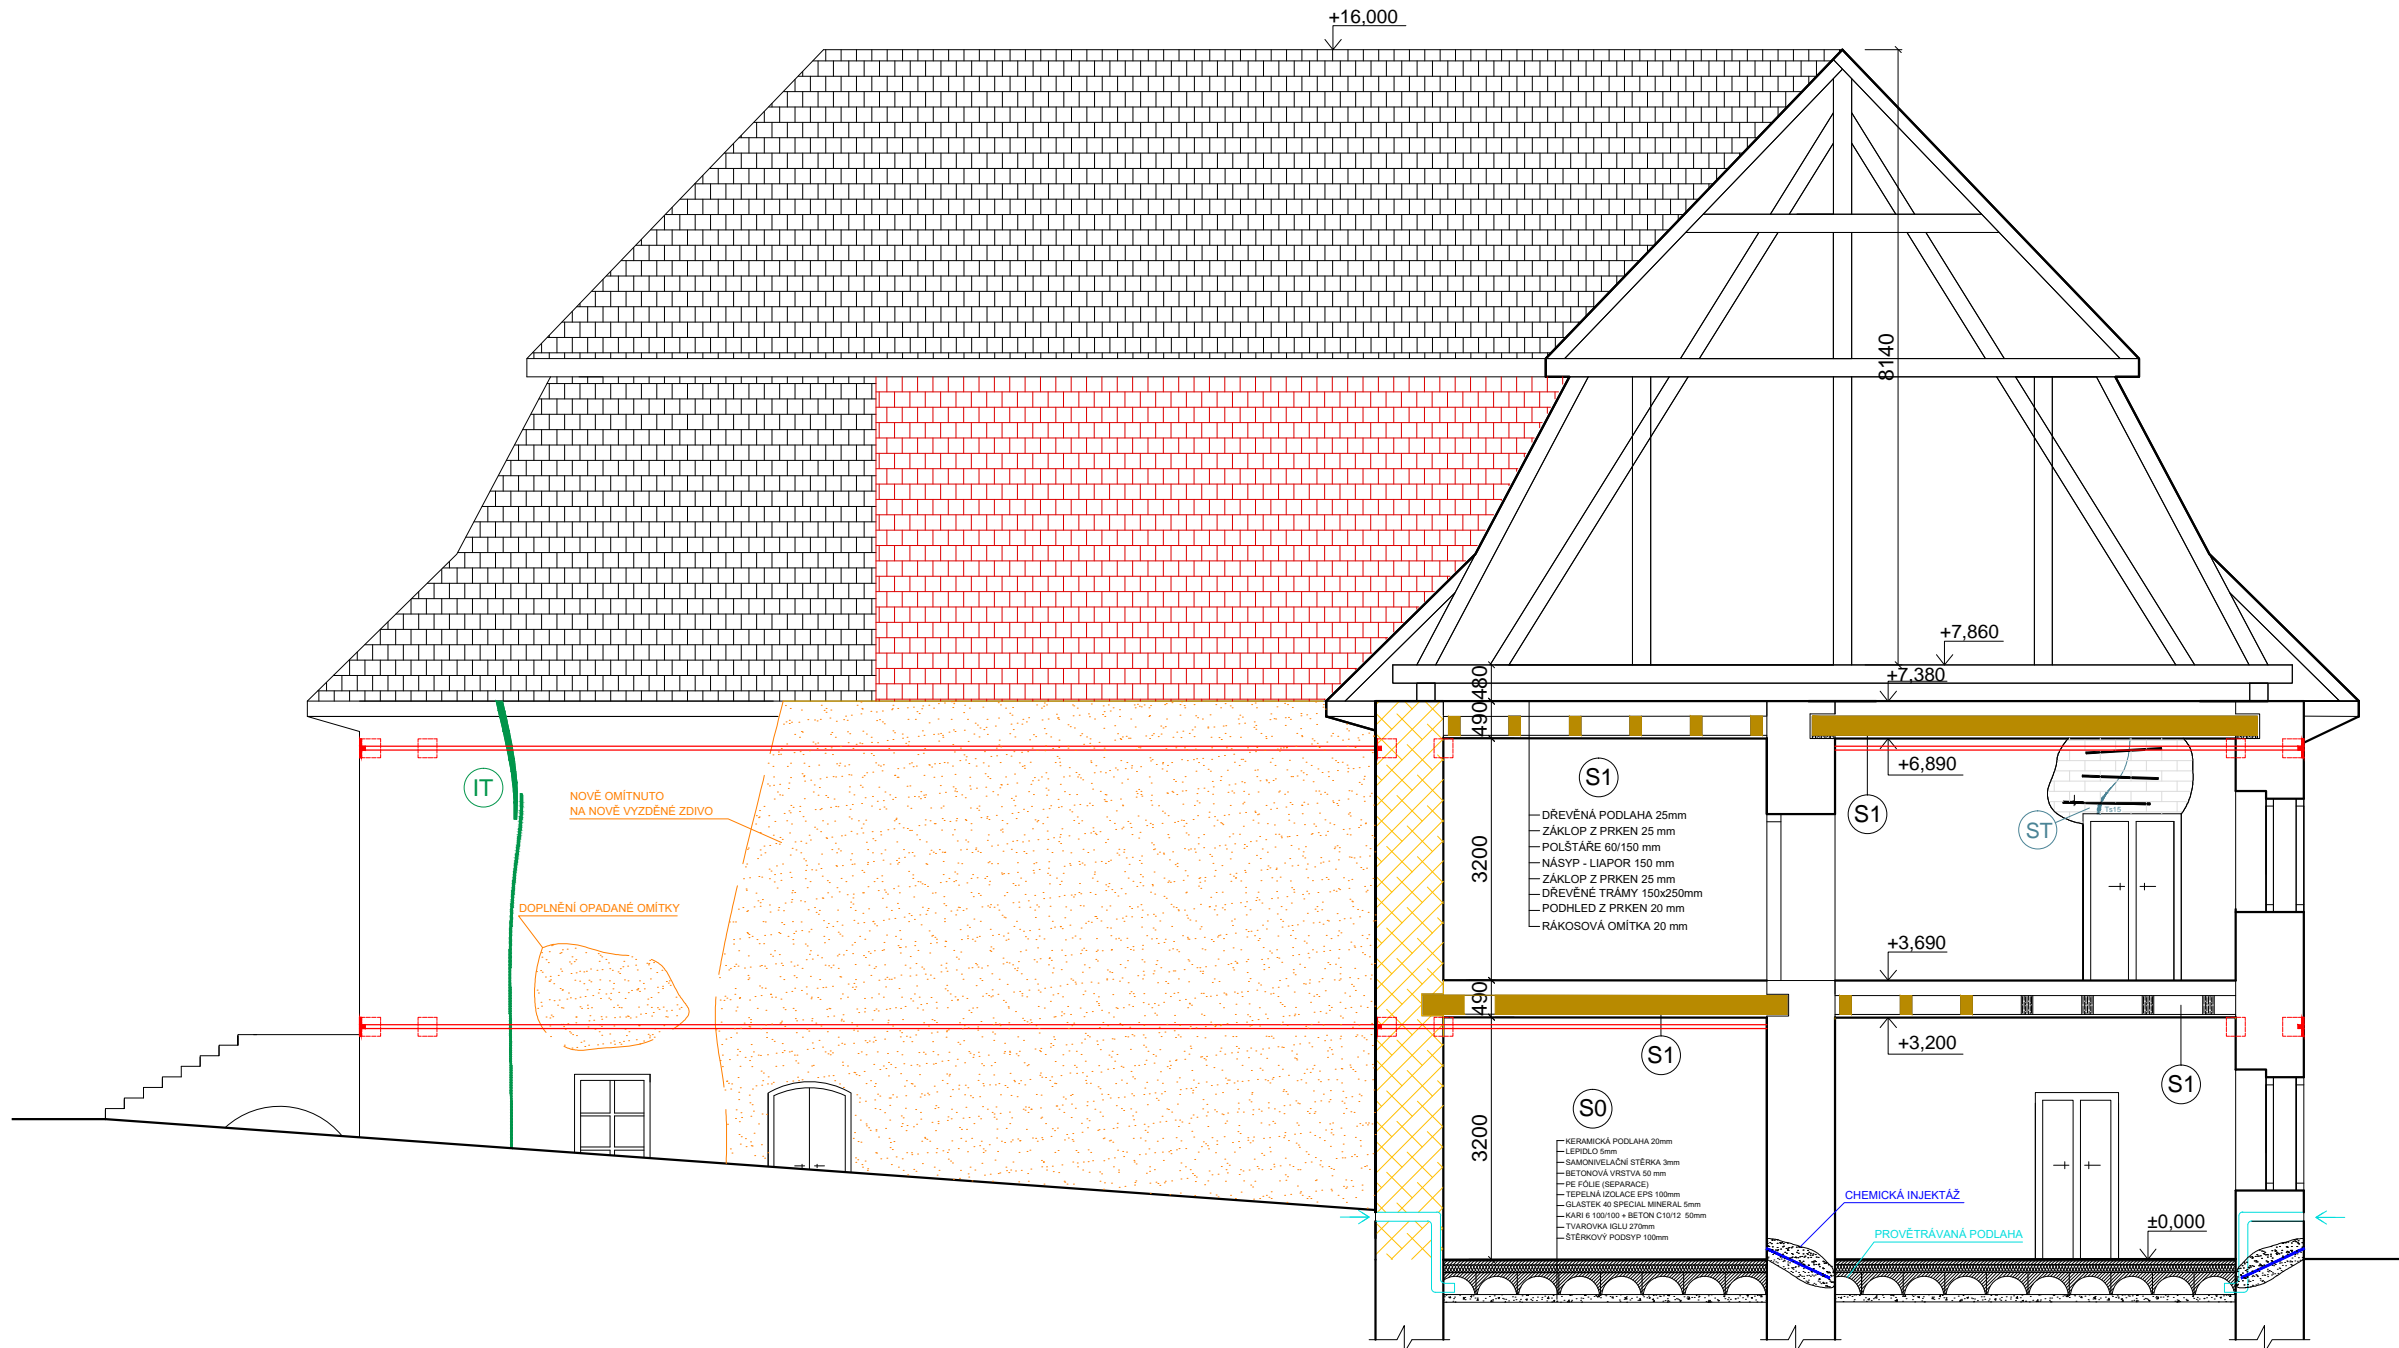 +16,000
8140
+7,860
+7,380
480
490
IT
NOVĚ OMÍTNUTO
NA NOVĚ VYZDĚNÉ ZDIVO
S1
+6,890
S1
Ts15
ST
DŘEVĚNÁ PODLAHA 25mm
ZÁKLOP Z PRKEN 25 mm
POLŠTÁŘE 60/150 mm
NÁSYP - LIAPOR 150 mm
ZÁKLOP Z PRKEN 25 mm
DŘEVĚNÉ TRÁMY 150x250mm
PODHLED Z PRKEN 20 mm
RÁKOSOVÁ OMÍTKA 20 mm
3200
DOPLNĚNÍ OPADANÉ OMÍTKY
+3,690
490
+3,200
S1
S1
S0
3200
KERAMICKÁ PODLAHA 20mm
LEPIDLO 5mm
SAMONIVELAČNÍ STĚRKA 3mm
BETONOVÁ VRSTVA 50 mm
PE FÓLIE (SEPARACE)
TEPELNÁ IZOLACE EPS 100mm
GLASTEK 40 SPECIAL MINERAL 5mm
KARI 6 100/100 + BETON C10/12 50mm
TVAROVKA IGLU 270mm
ŠTĚRKOVÝ PODSYP 100mm
CHEMICKÁ INJEKTÁŽ
PROVĚTRÁVANÁ PODLAHA
±0,000